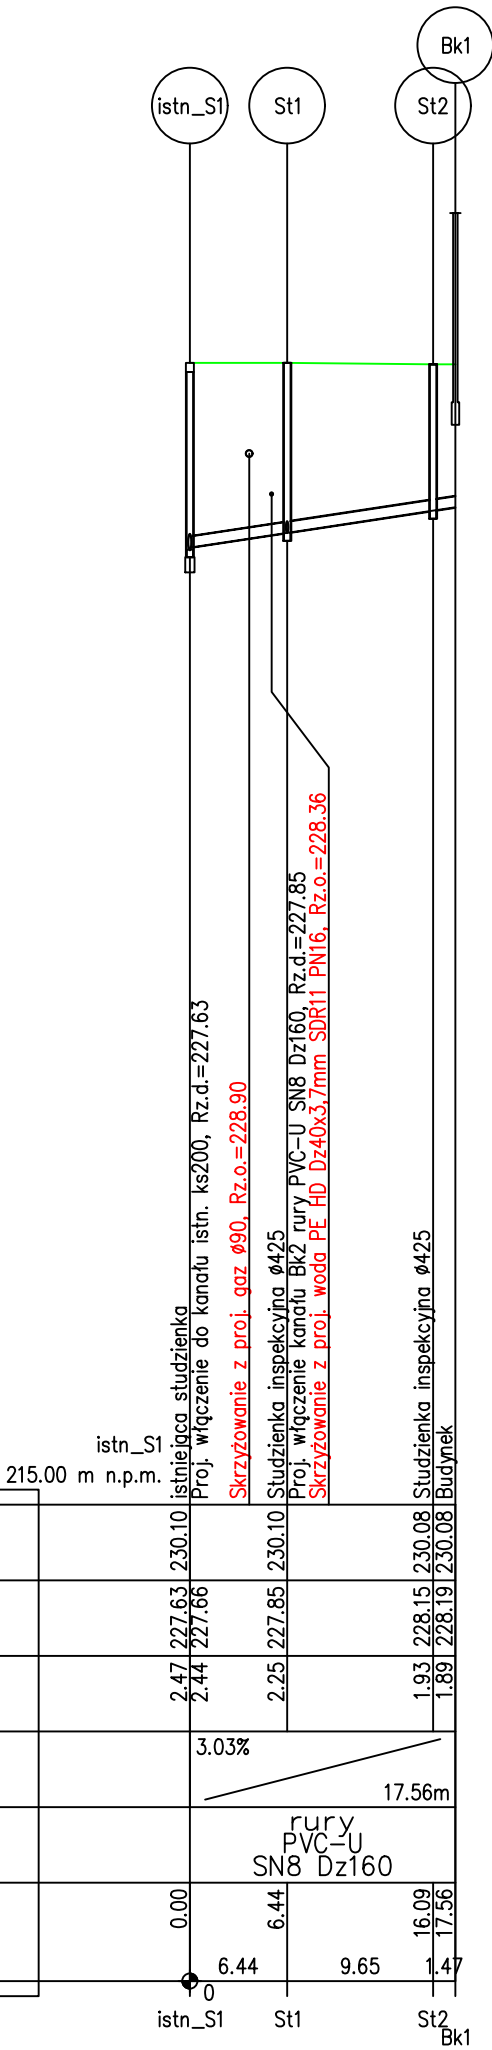 Bk1
istn_S1
St1
St2
istniejąca studzienka
Proj. włączenie do kanału istn. ks200, Rz.d.=227.63
Skrzyżowanie z proj. gaz ø90, Rz.o.=228.90
Studzienka inspekcyjna ø425
Proj. włączenie kanału Bk2 rury PVC-U SN8 Dz160, Rz.d.=227.85
Skrzyżowanie z proj. woda PE HD Dz40x3,7mm SDR11 PN16, Rz.o.=228.36
Studzienka inspekcyjna ø425
Budynek
istn_S1
215.00 m n.p.m.
230.10
230.10
230.08
230.08
227.63
227.66
227.85
228.15
228.19
2.47
2.44
2.25
1.93
1.89
3.03%
17.56m
rury
PVC-U
SN8 Dz160
0.00
6.44
16.09
17.56
6.44
9.65
1.47
0
istn_S1
St1
St2
Bk1